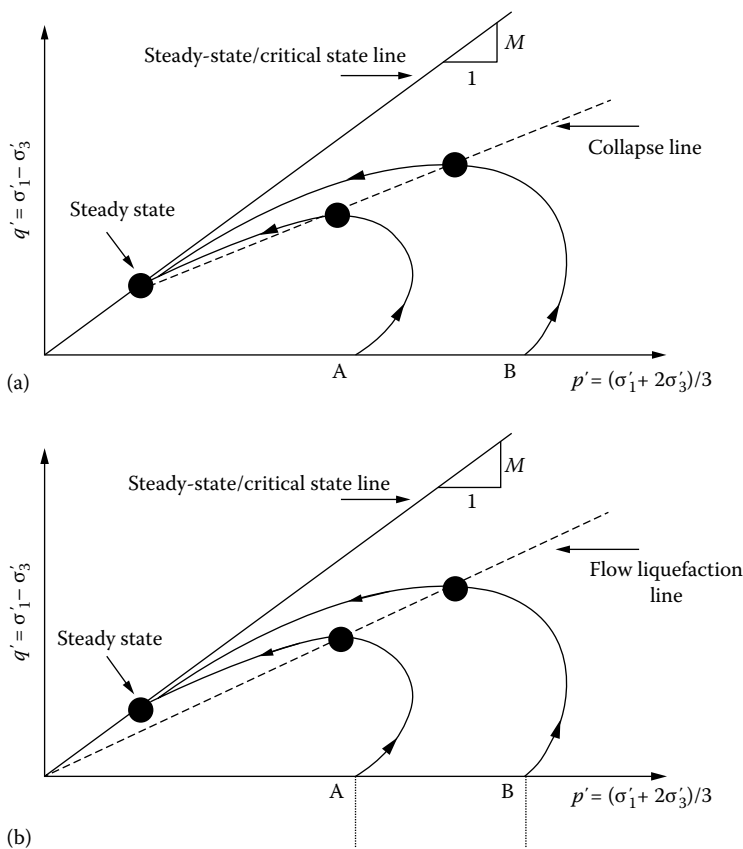 Steady-state/critical state line
M
1
Collapse line
Steady state
q′ = σ′₁ – σ′₃
A
B
p′ = (σ′₁ + 2σ′₃)/3
(a)
Steady-state/critical state line
M
1
Flow liquefaction
line
Steady state
q′ = σ′₁ – σ′₃
A
B
p′ = (σ′₁ + 2σ′₃)/3
(b)